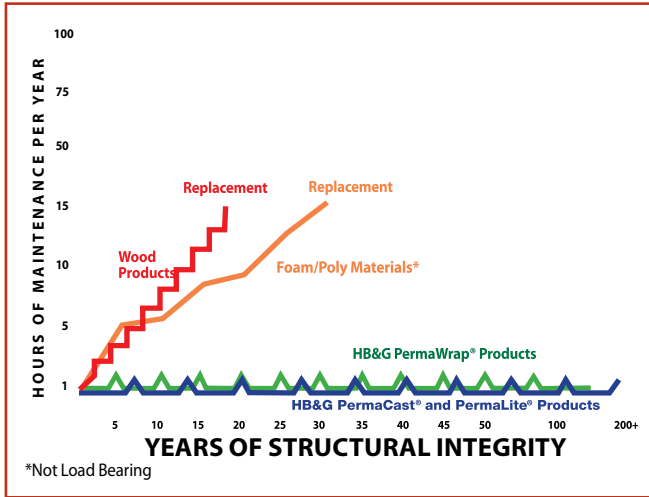 100
75
50
15
10
5
1
HOURS OF MAINTENANCE PER YEAR
Replacement
Replacement
Wood
Products
Foam/Poly Materials*
HB&G PermaWrap® Products
HB&G PermaCast® and PermaLite® Products
5 10 15 20 25 30 35 40 45 50 100 200+
YEARS OF STRUCTURAL INTEGRITY
*Not Load Bearing